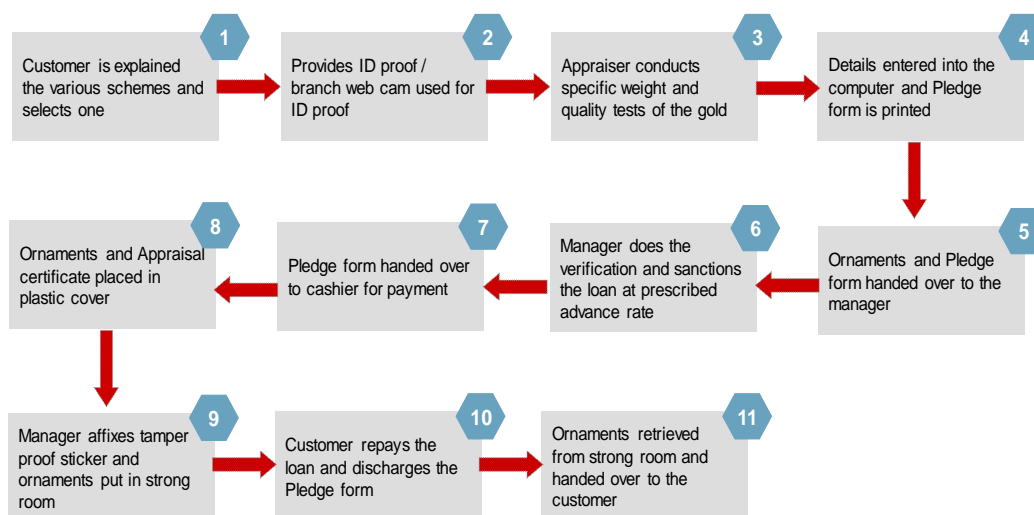 1
Customer is explained
the various schemes and
selects one
2
Provides ID proof /
branch web cam used for
ID proof
3
Appraiser conducts
specific weight and
quality tests of the gold
4
Details entered into the
computer and Pledge
form is printed
5
Ornaments and Pledge
form handed over to the
manager
6
Manager does the
verification and sanctions
the loan at prescribed
advance rate
7
Pledge form handed over
to cashier for payment
8
Ornaments and Appraisal
certificate placed in
plastic cover
9
Manager affixes tamper
proof sticker and
ornaments put in strong
room
10
Customer repays the
loan and discharges the
Pledge form
11
Ornaments retrieved
from strong room and
handed over to the
customer